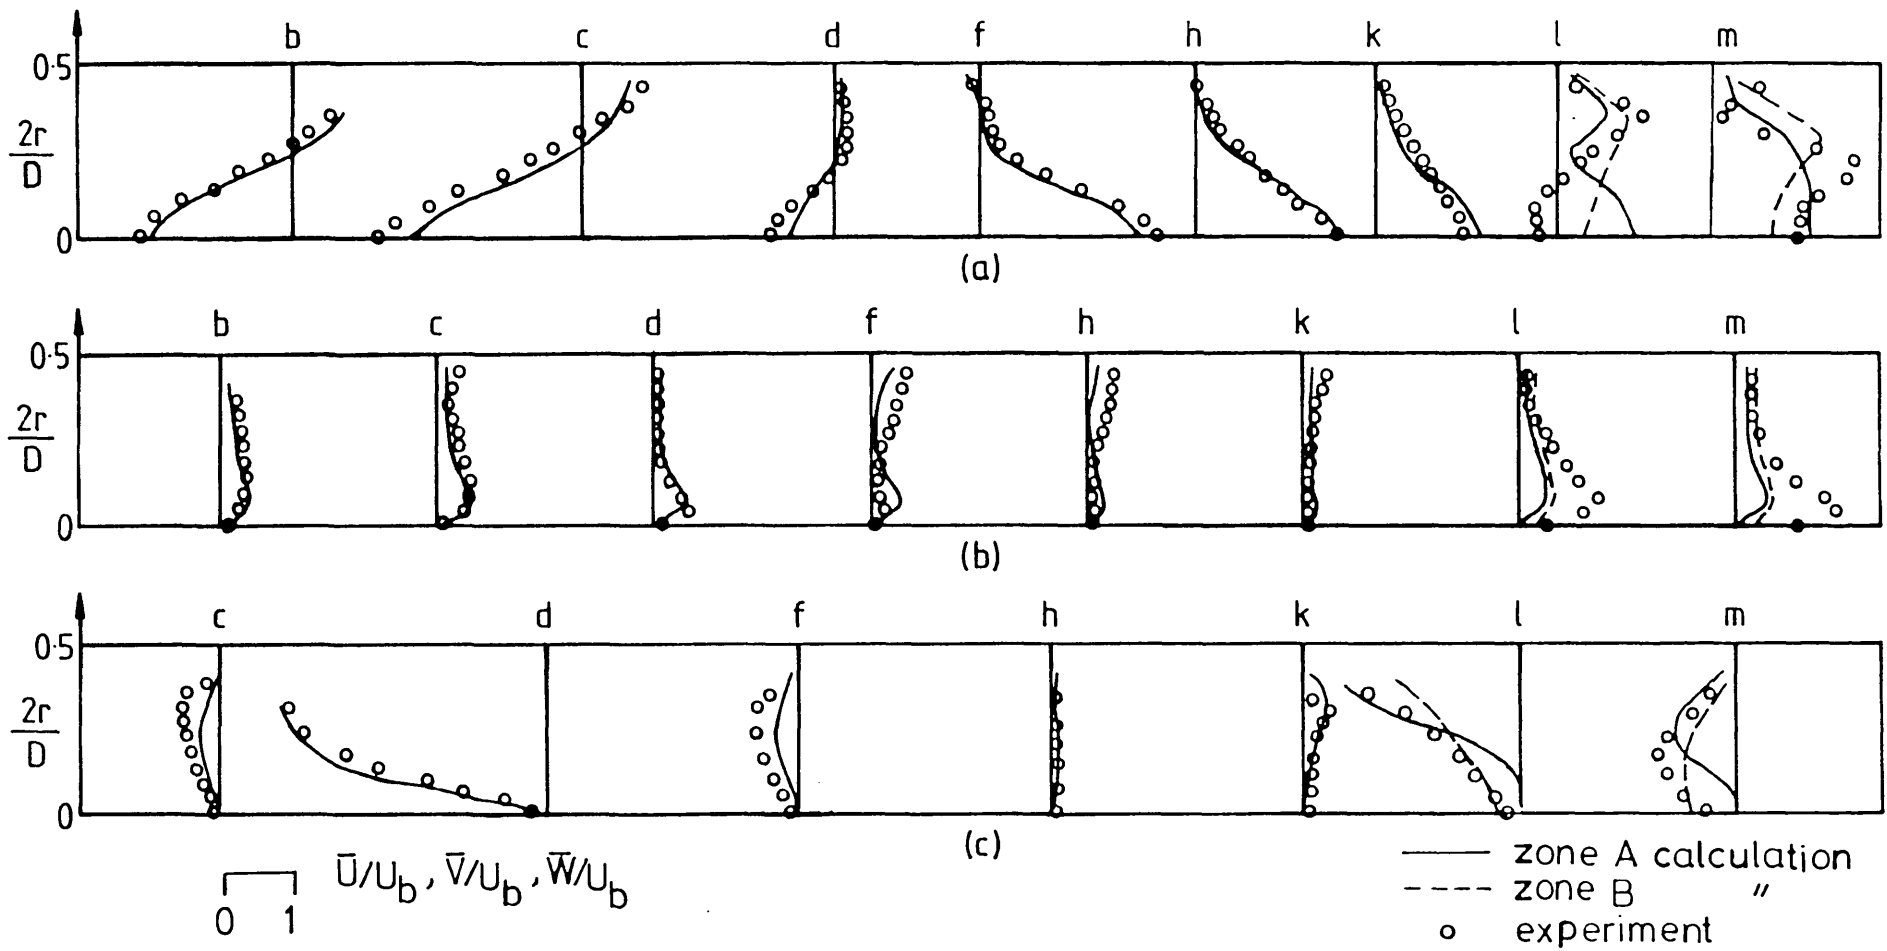 b c d f h k l m
0·5
2r
D
0
(a)
b c d f h k l m
0·5
2r
D
0
(b)
c d f h k l m
0·5
2r
D
0
(c)
U̅/U_b, V̅/U_b, W̅/U_b
0 1
zone A calculation
zone B "
experiment